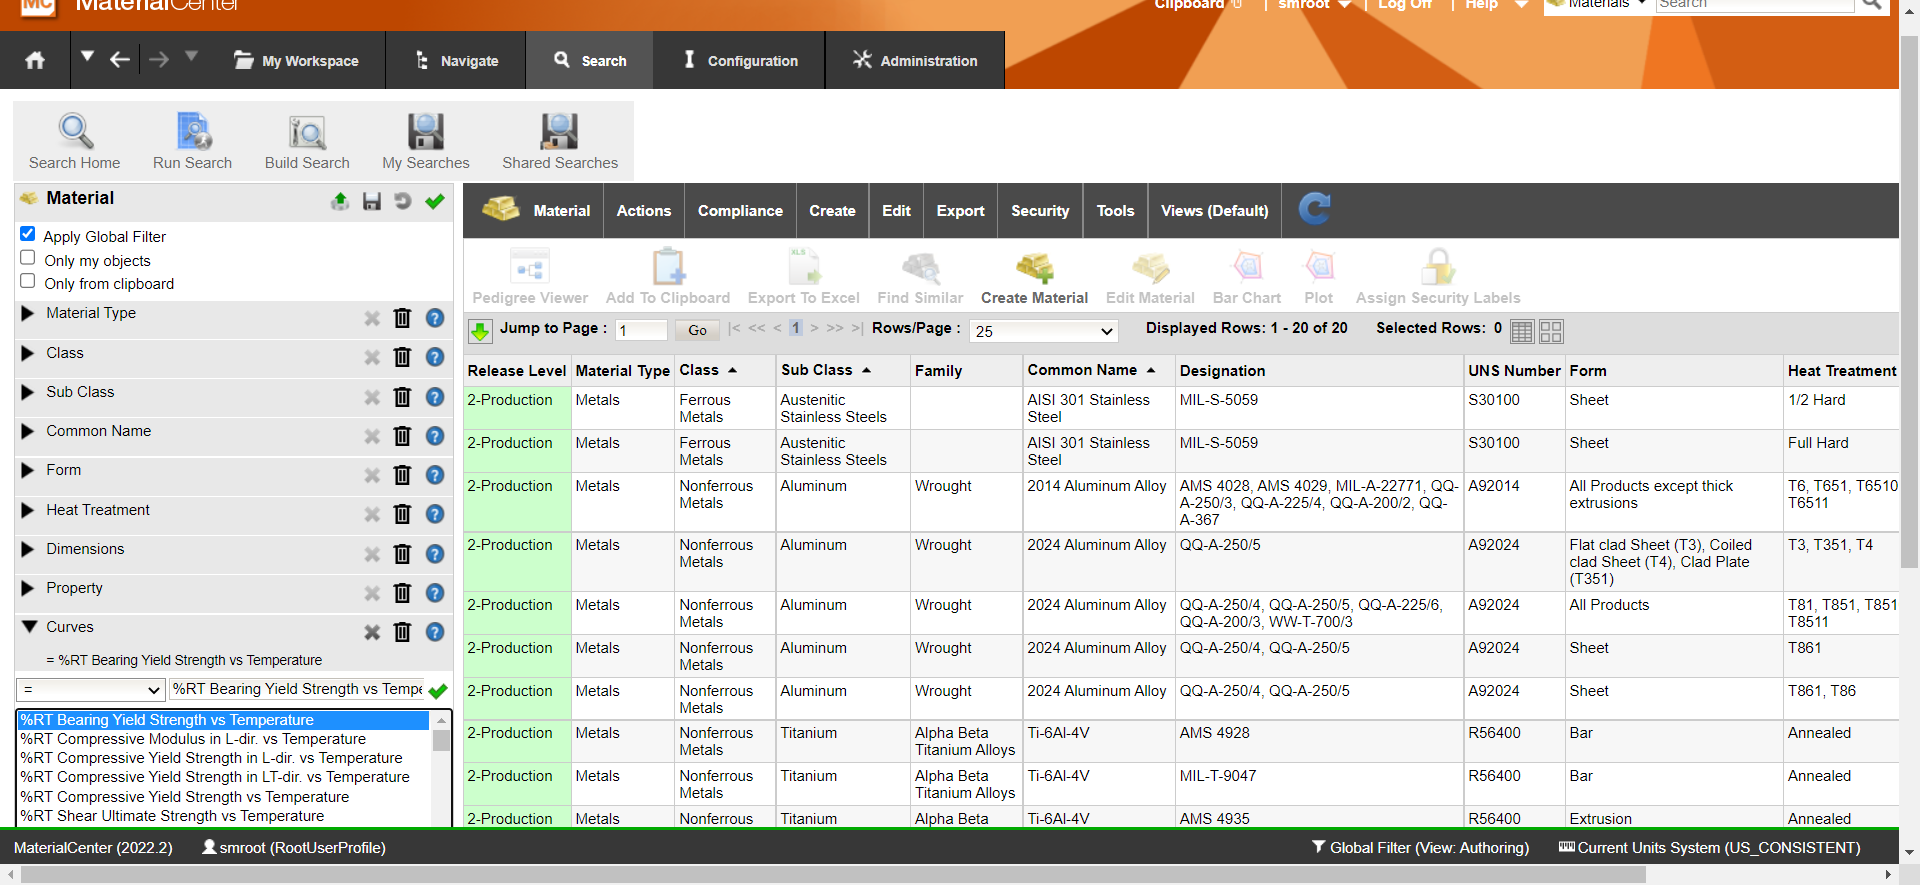 MC MaterialCenter
Clipboard 0 | smroot | Log Off | Help Materials Search
My Workspace Navigate Search Configuration Administration
Search Home Run Search Build Search My Searches Shared Searches
Material
Apply Global Filter
Only my objects
Only from clipboard
Material Type
Class
Sub Class
Common Name
Form
Heat Treatment
Dimensions
Property
Curves
= %RT Bearing Yield Strength vs Temperature
= %RT Bearing Yield Strength vs Tempe
%RT Bearing Yield Strength vs Temperature
%RT Compressive Modulus in L-dir. vs Temperature
%RT Compressive Yield Strength in L-dir. vs Temperature
%RT Compressive Yield Strength in LT-dir. vs Temperature
%RT Compressive Yield Strength vs Temperature
%RT Shear Ultimate Strength vs Temperature
Material Actions Compliance Create Edit Export Security Tools Views (Default)
XLS
Pedigree Viewer Add To Clipboard Export To Excel Find Similar Create Material Edit Material Bar Chart Plot Assign Security Labels
Jump to Page : 1 Go |< << < 1 > >> >| Rows/Page : 25 Displayed Rows: 1 - 20 of 20 Selected Rows: 0
Release Level Material Type Class Sub Class Family Common Name Designation UNS Number Form Heat Treatment
2-Production Metals Ferrous Austenitic AISI 301 Stainless MIL-S-5059 S30100 Sheet 1/2 Hard
Metals Stainless Steels Steel
2-Production Metals Ferrous Austenitic AISI 301 Stainless MIL-S-5059 S30100 Sheet Full Hard
Metals Stainless Steels Steel
2-Production Metals Nonferrous Aluminum Wrought 2014 Aluminum Alloy AMS 4028, AMS 4029, MIL-A-22771, QQ- A92014 All Products except thick T6, T651, T6510
Metals A-250/3, QQ-A-225/4, QQ-A-200/2, QQ- extrusions T6511
A-367
2-Production Metals Nonferrous Aluminum Wrought 2024 Aluminum Alloy QQ-A-250/5 A92024 Flat clad Sheet (T3), Coiled T3, T351, T4
Metals clad Sheet (T4), Clad Plate
(T351)
2-Production Metals Nonferrous Aluminum Wrought 2024 Aluminum Alloy QQ-A-250/4, QQ-A-250/5, QQ-A-225/6, A92024 All Products T81, T851, T851
Metals QQ-A-200/3, WW-T-700/3 T8511
2-Production Metals Nonferrous Aluminum Wrought 2024 Aluminum Alloy QQ-A-250/4, QQ-A-250/5 A92024 Sheet T861
Metals
2-Production Metals Nonferrous Aluminum Wrought 2024 Aluminum Alloy QQ-A-250/4, QQ-A-250/5 A92024 Sheet T861, T86
Metals
2-Production Metals Nonferrous Titanium Alpha Beta Ti-6Al-4V AMS 4928 R56400 Bar Annealed
Metals Titanium Alloys
2-Production Metals Nonferrous Titanium Alpha Beta Ti-6Al-4V MIL-T-9047 R56400 Bar Annealed
Metals Titanium Alloys
2-Production Metals Nonferrous Titanium Alpha Beta Ti-6Al-4V AMS 4935 R56400 Extrusion Annealed
MaterialCenter (2022.2) smroot (RootUserProfile) Global Filter (View: Authoring) Current Units System (US_CONSISTENT)